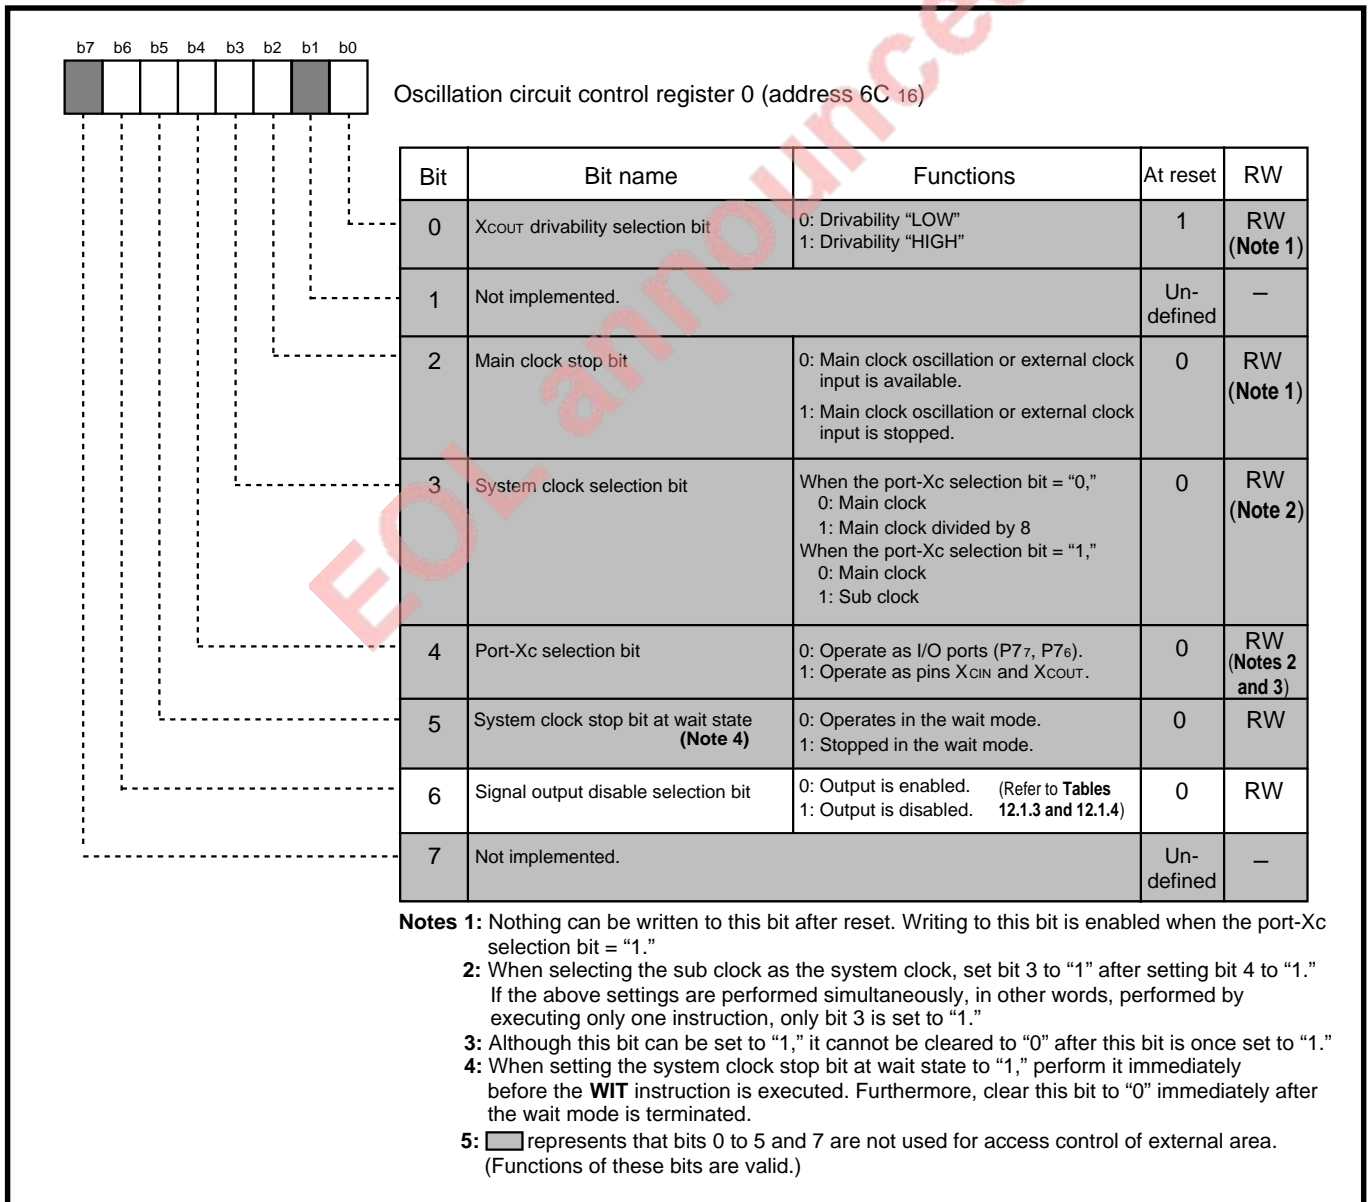 b7 b6 b5 b4 b3 b2 b1 b0
Oscillation circuit control register 0 (address 6C 16)
Bit Bit name Functions At reset RW
0 XCOUT drivability selection bit 0: Drivability “LOW” 1 RW
1: Drivability “HIGH” (Note 1)
1 Not implemented. Un- –
defined
2 Main clock stop bit 0: Main clock oscillation or external clock 0 RW
input is available. (Note 1)
1: Main clock oscillation or external clock
input is stopped.
3 System clock selection bit When the port-Xc selection bit = “0,” 0 RW
0: Main clock (Note 2)
1: Main clock divided by 8
When the port-Xc selection bit = “1,”
0: Main clock
1: Sub clock
4 Port-Xc selection bit 0: Operate as I/O ports (P77, P76). 0 RW
1: Operate as pins XCIN and XCOUT. (Notes 2
and 3)
5 System clock stop bit at wait state 0: Operates in the wait mode. 0 RW
(Note 4) 1: Stopped in the wait mode.
6 Signal output disable selection bit 0: Output is enabled. (Refer to Tables 0 RW
1: Output is disabled. 12.1.3 and 12.1.4)
7 Not implemented. Un- –
defined
Notes 1: Nothing can be written to this bit after reset. Writing to this bit is enabled when the port-Xc
selection bit = “1.”
2: When selecting the sub clock as the system clock, set bit 3 to “1” after setting bit 4 to “1.”
If the above settings are performed simultaneously, in other words, performed by
executing only one instruction, only bit 3 is set to “1.”
3: Although this bit can be set to “1,” it cannot be cleared to “0” after this bit is once set to “1.”
4: When setting the system clock stop bit at wait state to “1,” perform it immediately
before the WIT instruction is executed. Furthermore, clear this bit to “0” immediately after
the wait mode is terminated.
5: represents that bits 0 to 5 and 7 are not used for access control of external area.
(Functions of these bits are valid.)
EOL announced